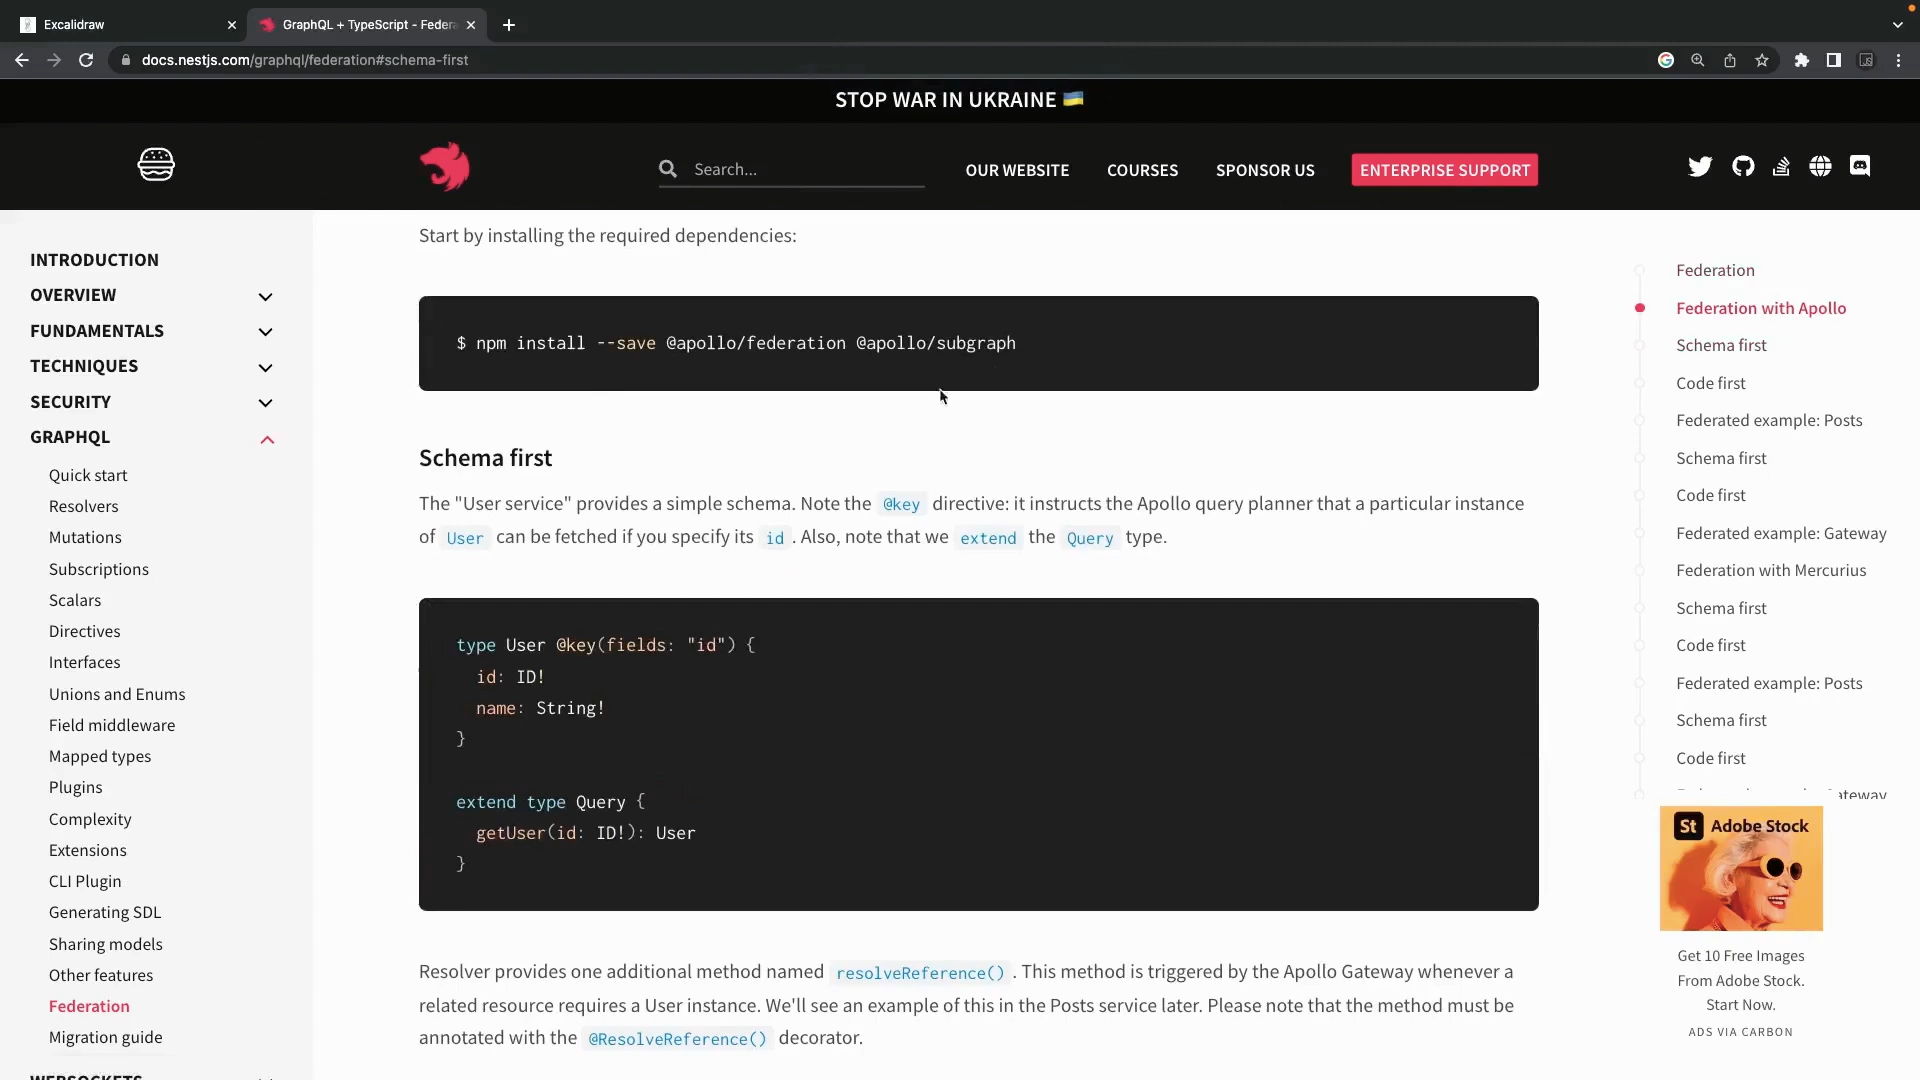 Excalidraw
GraphQL + TypeScript - Feder
docs.nestjs.com/graphql/federation#schema-first
STOP WAR IN UKRAINE 🇺🇦
Search...
OUR WEBSITE
COURSES
SPONSOR US
ENTERPRISE SUPPORT
INTRODUCTION
OVERVIEW
FUNDAMENTALS
TECHNIQUES
SECURITY
GRAPHQL
Quick start
Resolvers
Mutations
Subscriptions
Scalars
Directives
Interfaces
Unions and Enums
Field middleware
Mapped types
Plugins
Complexity
Extensions
CLI Plugin
Generating SDL
Sharing models
Other features
Federation
Migration guide
WEBSOCKETS
Start by installing the required dependencies:
$ npm install --save @apollo/federation @apollo/subgraph
Schema first
The "User service" provides a simple schema. Note the @key directive: it instructs the Apollo query planner that a particular instance
of User can be fetched if you specify its id. Also, note that we extend the Query type.
type User @key(fields: "id") {
id: ID!
name: String!
}
extend type Query {
getUser(id: ID!): User
}
Resolver provides one additional method named resolveReference(). This method is triggered by the Apollo Gateway whenever a
related resource requires a User instance. We'll see an example of this in the Posts service later. Please note that the method must be
annotated with the @ResolveReference() decorator.
Federation
Federation with Apollo
Schema first
Code first
Federated example: Posts
Schema first
Code first
Federated example: Gateway
Federation with Mercurius
Schema first
Code first
Federated example: Posts
Schema first
Code first
St Adobe Stock
Get 10 Free Images
From Adobe Stock.
Start Now.
ADS VIA CARBON